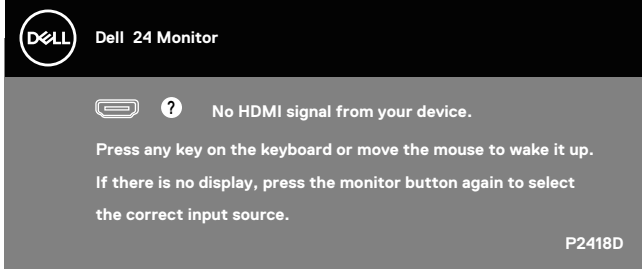 DELL Dell 24 Monitor
? No HDMI signal from your device.
Press any key on the keyboard or move the mouse to wake it up.
If there is no display, press the monitor button again to select
the correct input source.
P2418D